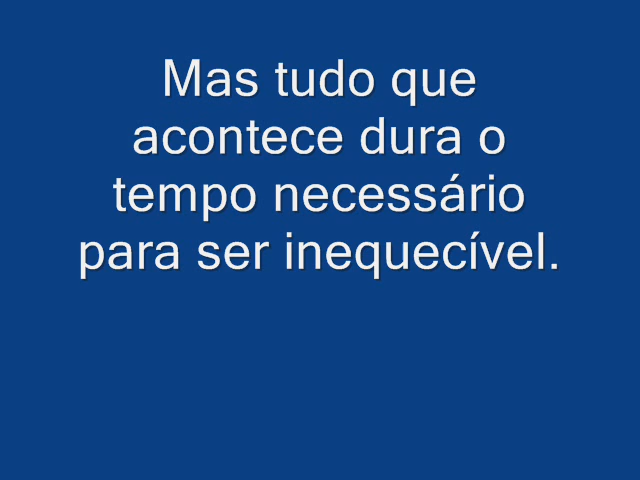 Mas tudo que
acontece dura o
tempo necessário
para ser inequecível.